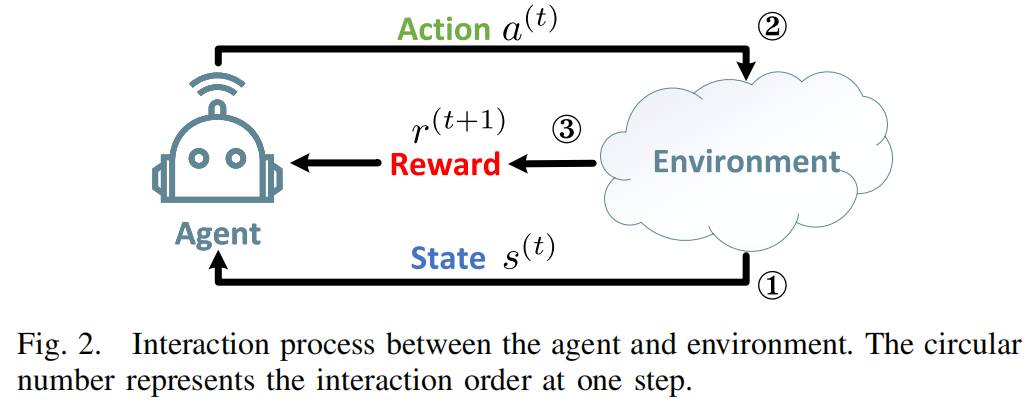 Action a^(t) ②
r^(t+1) ③
Reward
Environment
Agent
State s^(t)
①
Fig. 2. Interaction process between the agent and environment. The circular
number represents the interaction order at one step.